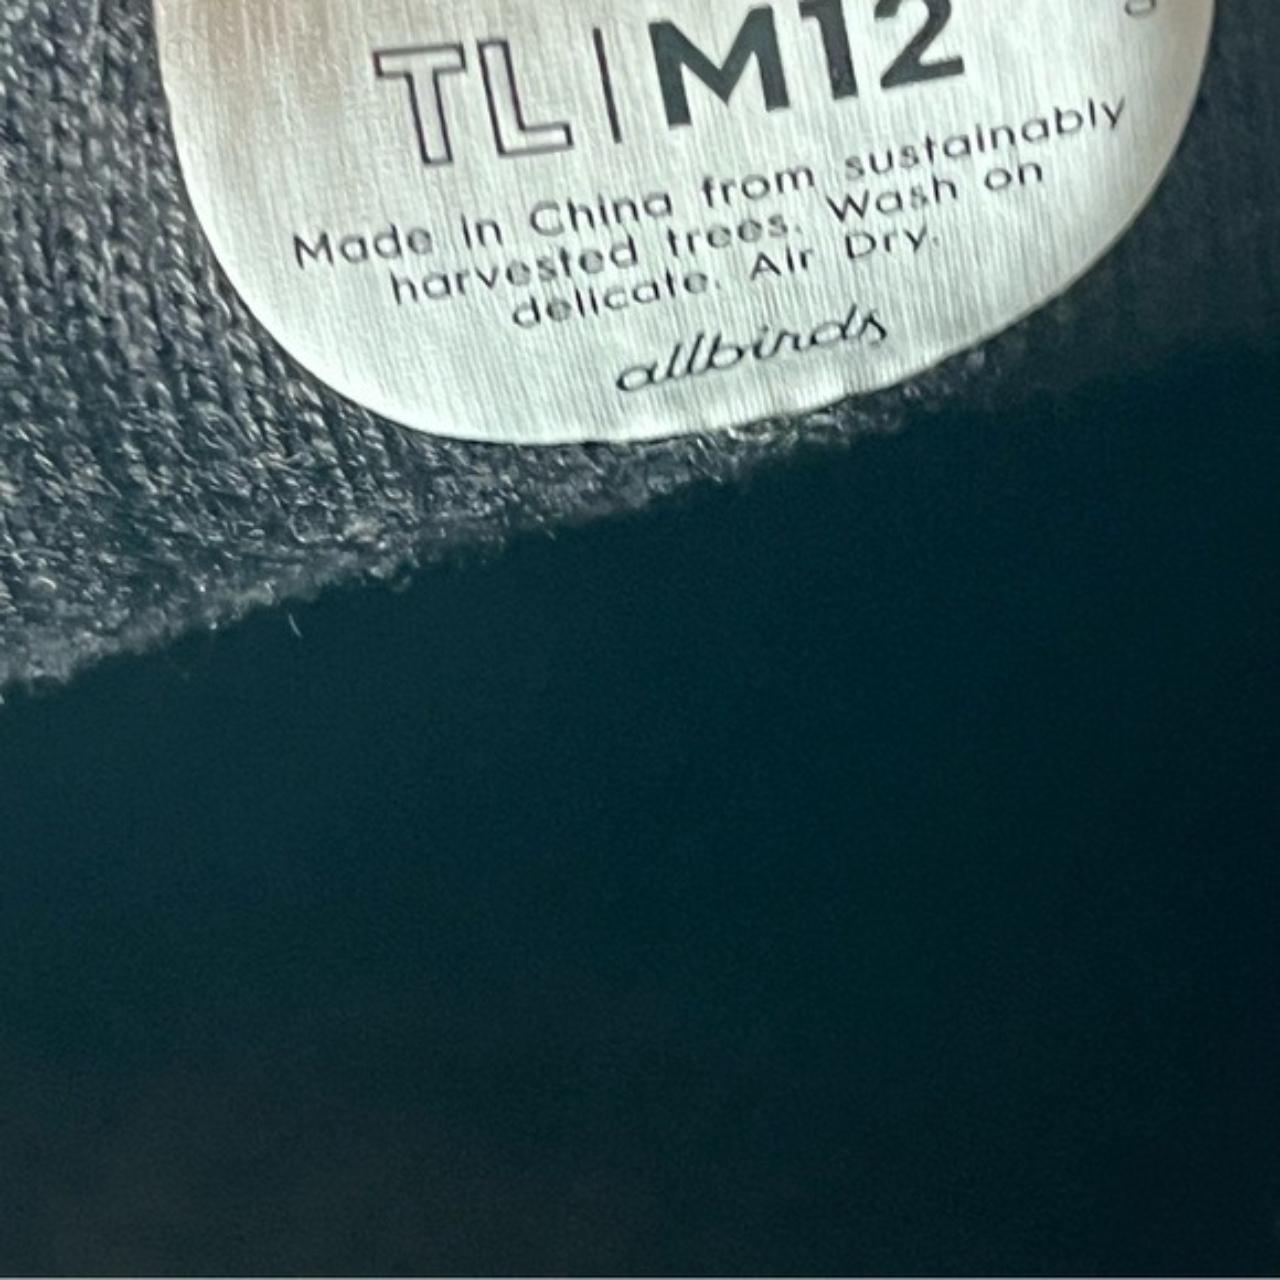 TL|M12
Made in China from sustainably
harvested trees. Wash on
delicate. Air Dry.
allbirds